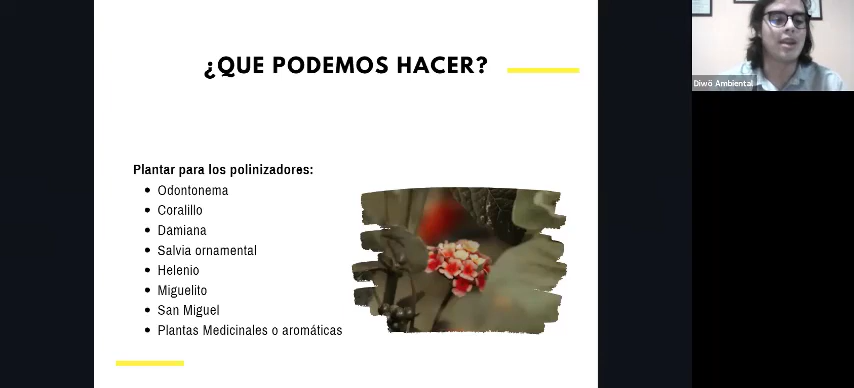 ¿QUE PODEMOS HACER?
Plantar para los polinizadores:
Odontonema
Coralillo
Damiana
Salvia ornamental
Helenio
Miguelito
San Miguel
Plantas Medicinales o aromáticas
Diwö Ambiental